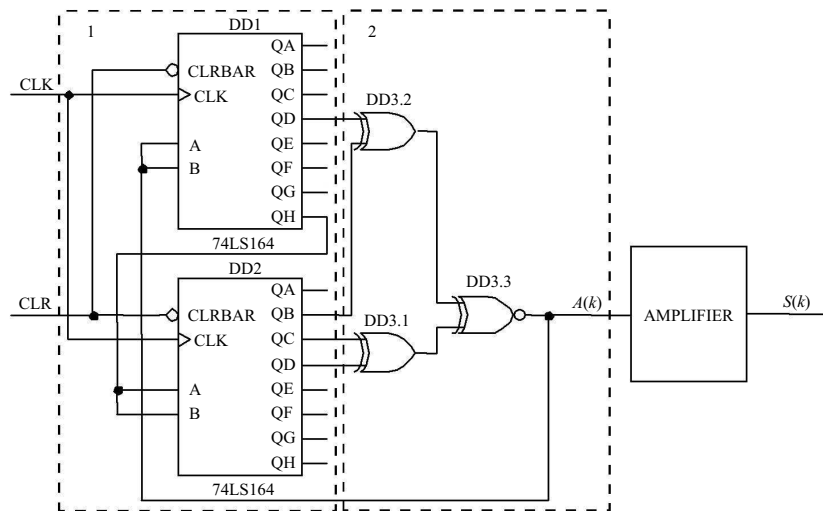 1
DD1
2
CLK
CLRBAR
CLK
A
B
QA
QB
QC
QD
QE
QF
QG
QH
74LS164
DD3.2
DD2
CLR
CLRBAR
CLK
A
B
QA
QB
QC
QD
QE
QF
QG
QH
74LS164
DD3.1
DD3.3
A(k)
AMPLIFIER
S(k)